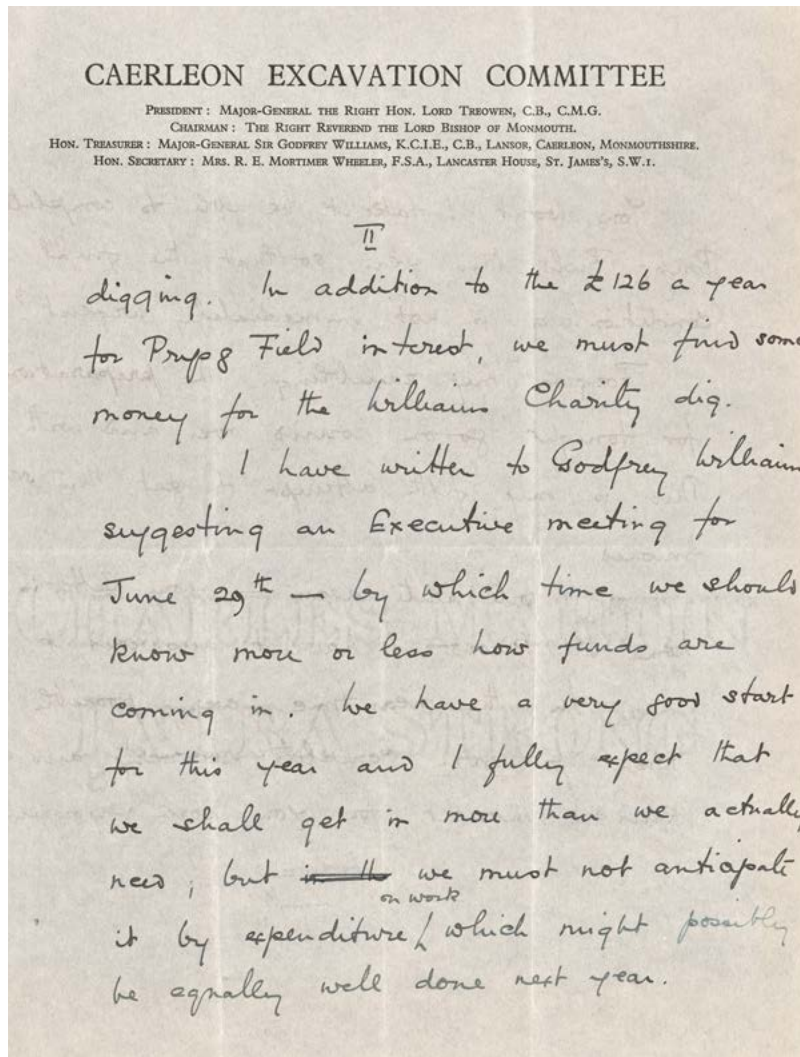 CAERLEON EXCAVATION COMMITTEE
PRESIDENT : MAJOR-GENERAL THE RIGHT HON. LORD TREOWEN, C.B., C.M.G.
CHAIRMAN : THE RIGHT REVEREND THE LORD BISHOP OF MONMOUTH.
HON. TREASURER : MAJOR-GENERAL SIR GODFREY WILLIAMS, K.C.I.E., C.B., LANSOR, CAERLEON, MONMOUTHSHIRE.
HON. SECRETARY : MRS. R. E. MORTIMER WHEELER, F.S.A., LANCASTER HOUSE, ST. JAMES'S, S.W.1.
II
digging. In addition to the £126 a year
for Field interest, we must find some
money for the Williams Charity dig.
I have written to Godfrey Williams
suggesting an Executive meeting for
June 29th — by which time we should
know more or less how funds are
coming in. We have a very good start
for this year and I fully expect that
we shall get in more than we actually
need ; but in the we must not anticipate
on work
it by expenditure / which might possibly
be equally well done next year.